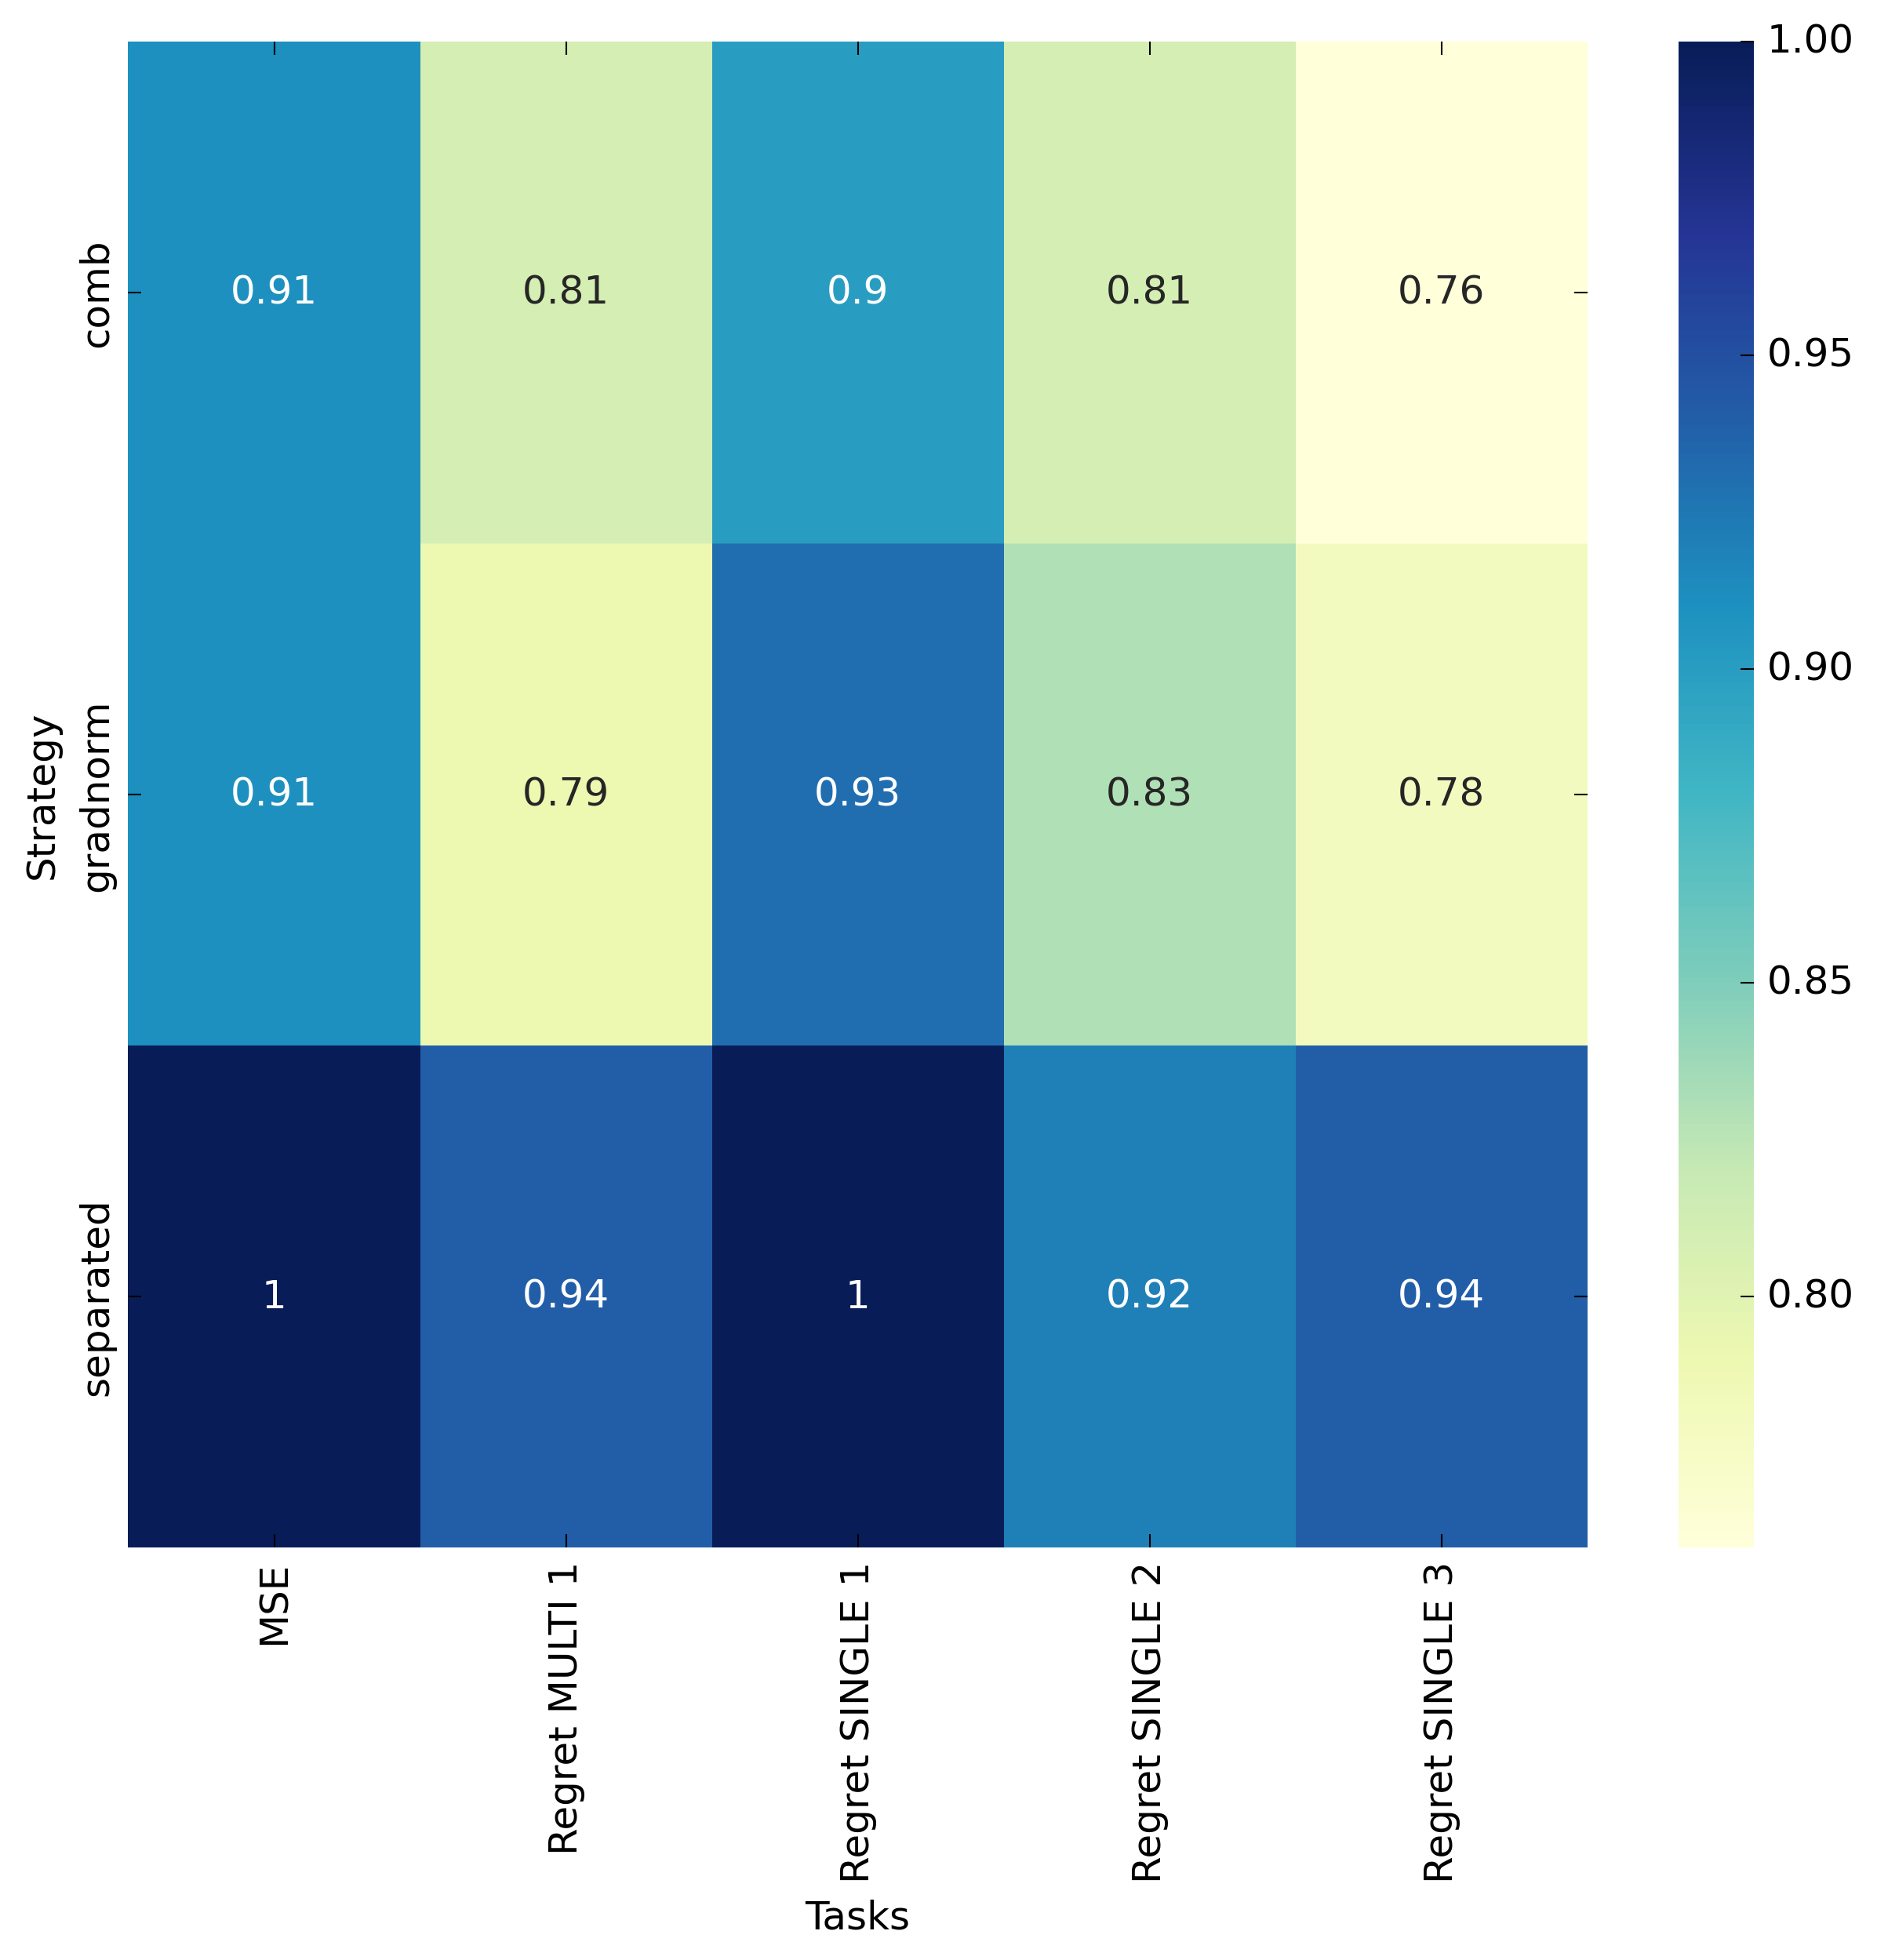 1.00
0.95
0.90
0.85
0.80
Strategy
comb
0.91 0.81 0.9 0.81 0.76
gradnorm
0.91 0.79 0.93 0.83 0.78
separated
1 0.94 1 0.92 0.94
MSE
Regret MULTI 1
Regret SINGLE 1
Regret SINGLE 2
Regret SINGLE 3
Tasks